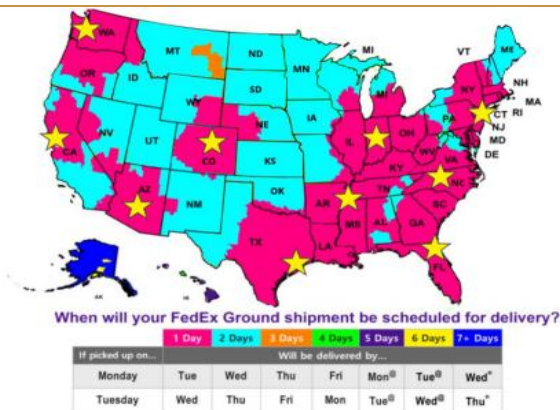 WA
MT
ND
MN
MI
VT
ME
OR
ID
SD
WY
NH
MA
NY
MI
CT RI
NJ
MD
DE
PA
IA
NE
NV
UT
CO
CA
KS
IL
OH
WV
VA
KY
NC
TN
AZ
NM
OK
AR
SC
MS
AL
GA
TX
LA
FL
AK
HI
When will your FedEx Ground shipment be scheduled for delivery?
1 Day 2 Days 3 Days 4 Days 5 Days 6 Days 7+ Days
If picked up on... Will be delivered by...
Monday Tue Wed Thu Fri Mon@ Tue@ Wed*
Tuesday Wed Thu Fri Mon Tue@ Wed@ Thu*